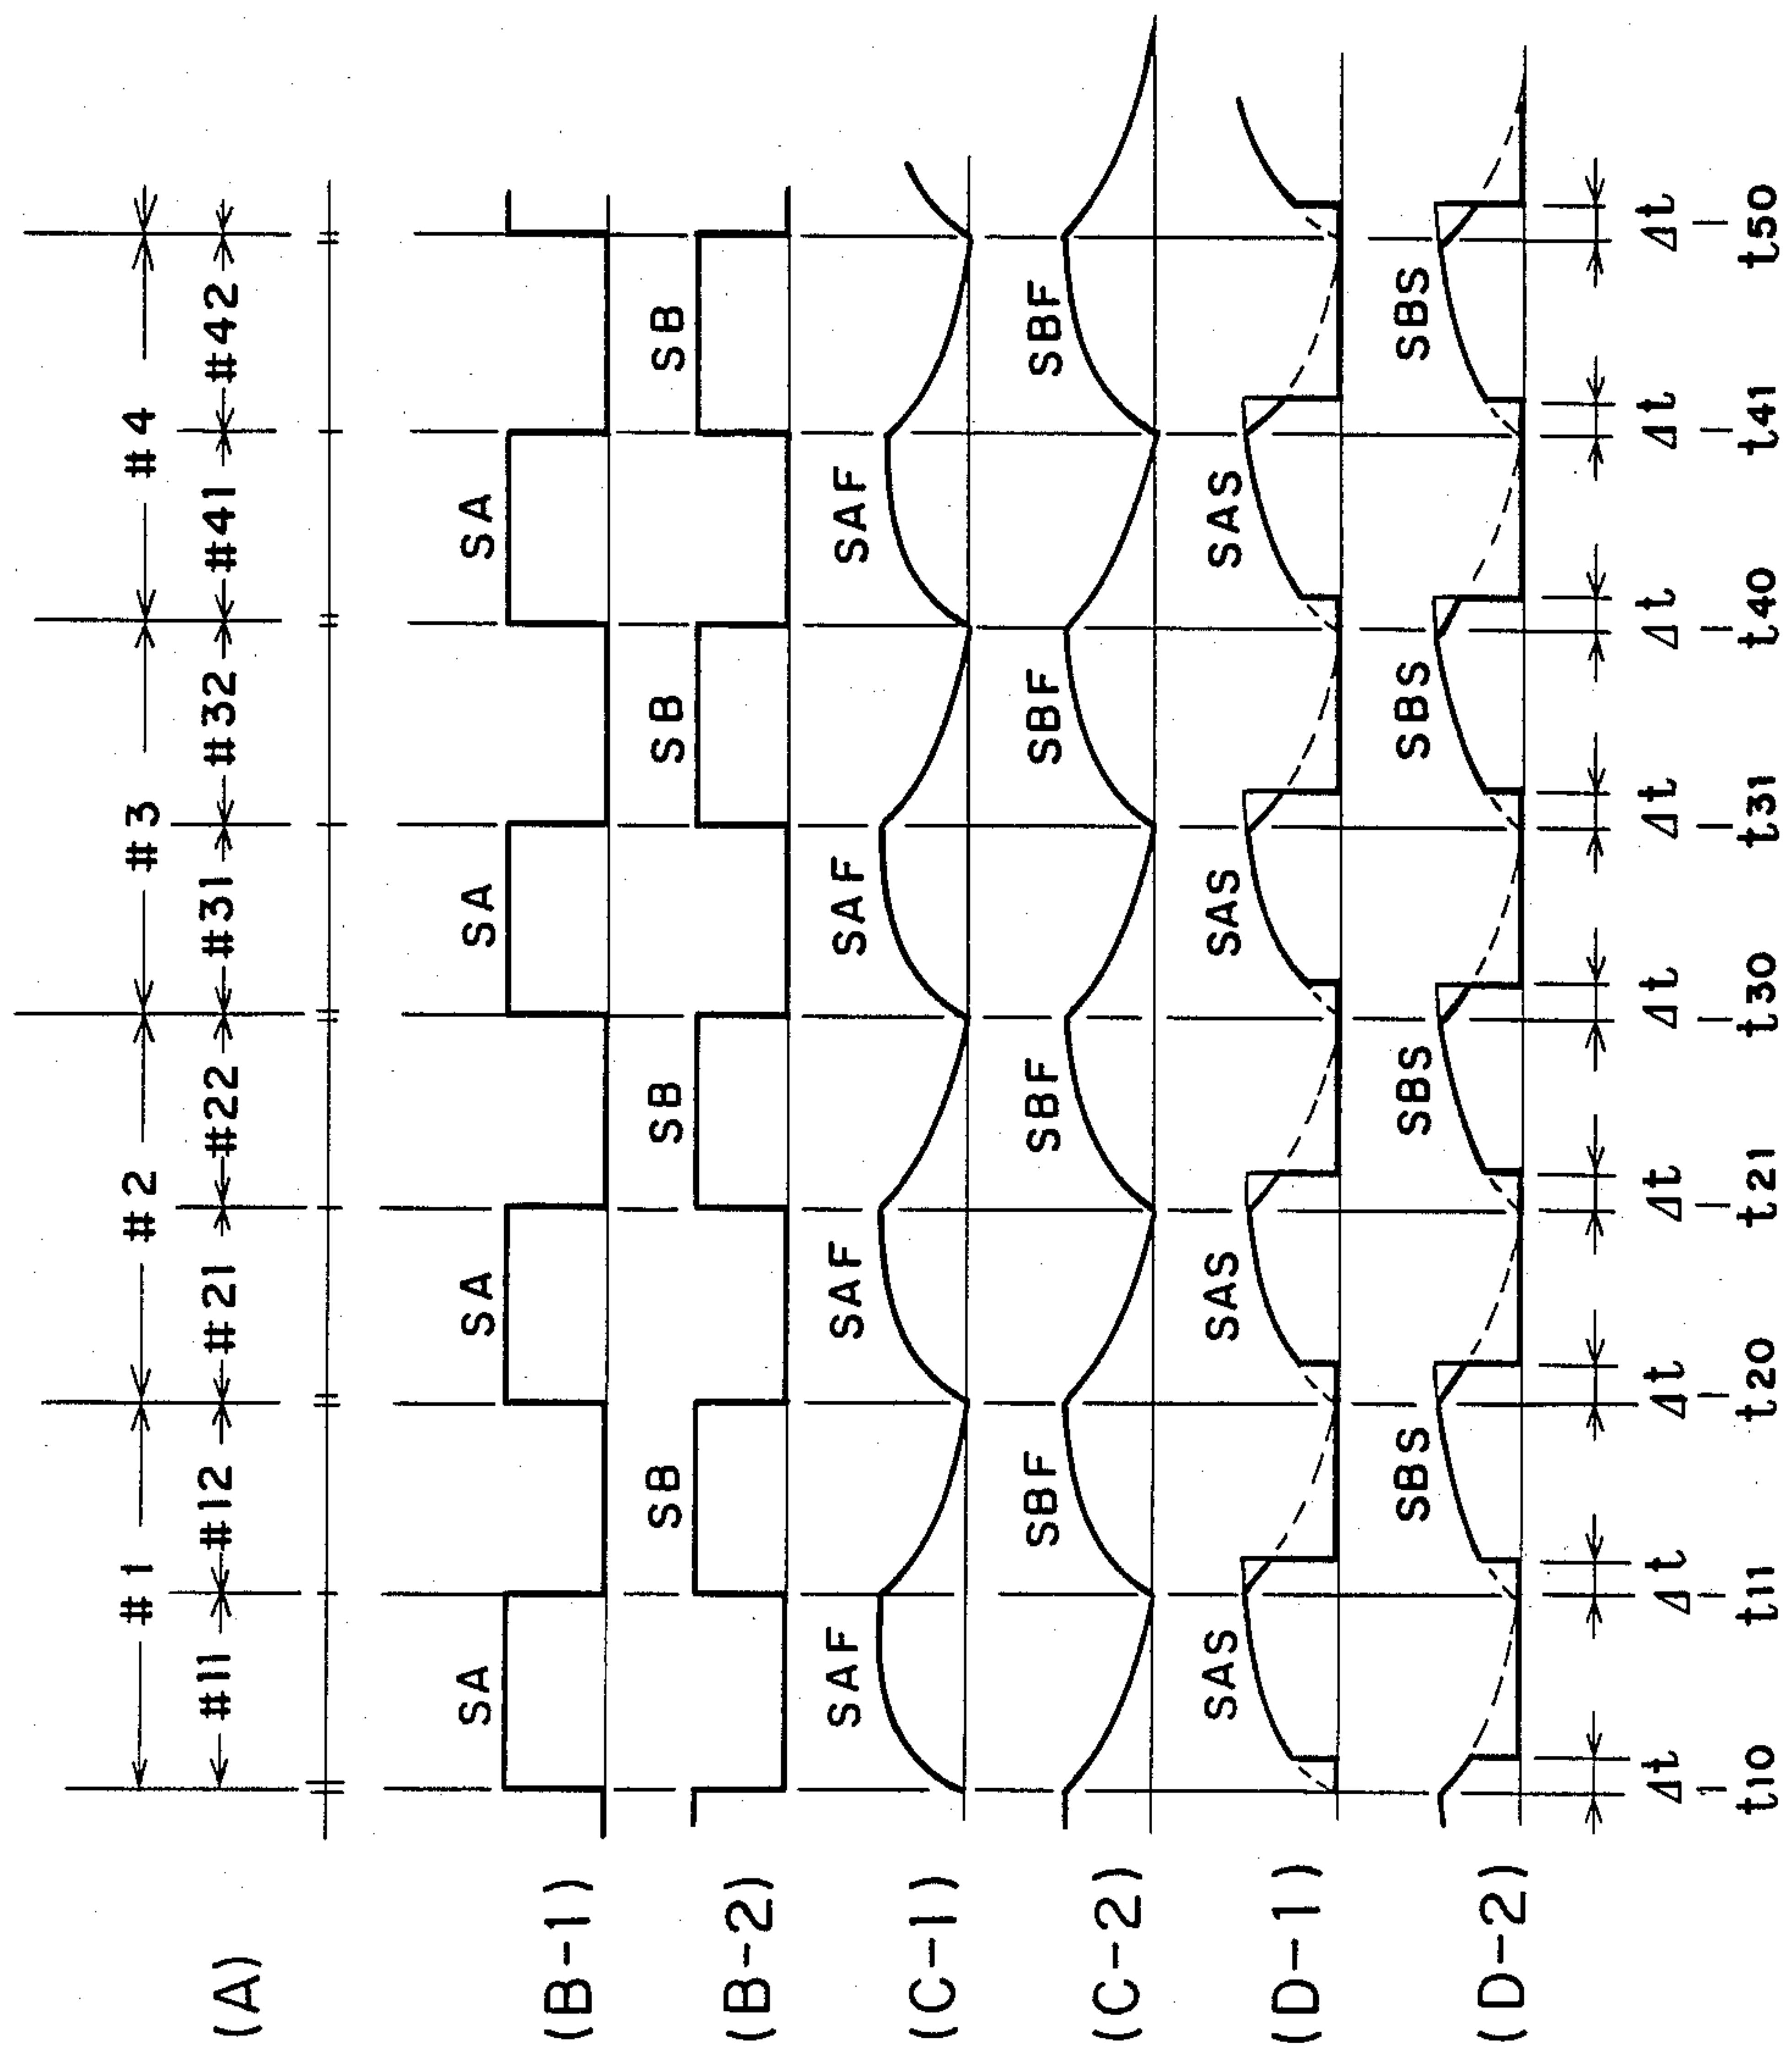 #1 #2 #3 #4
(A) #11 #12 #21 #22 #31 #32 #41 #42
(B-1) SA SA SA SA
(B-2) SB SB SB SB
(C-1) SAF SAF SAF SAF
(C-2) SBF SBF SBF SBF
(D-1) SAS SAS SAS SAS
(D-2) SBS SBS SBS SBS
Δt Δt Δt Δt Δt Δt Δt Δt Δt
t10 t11 t20 t21 t30 t31 t40 t41 t50